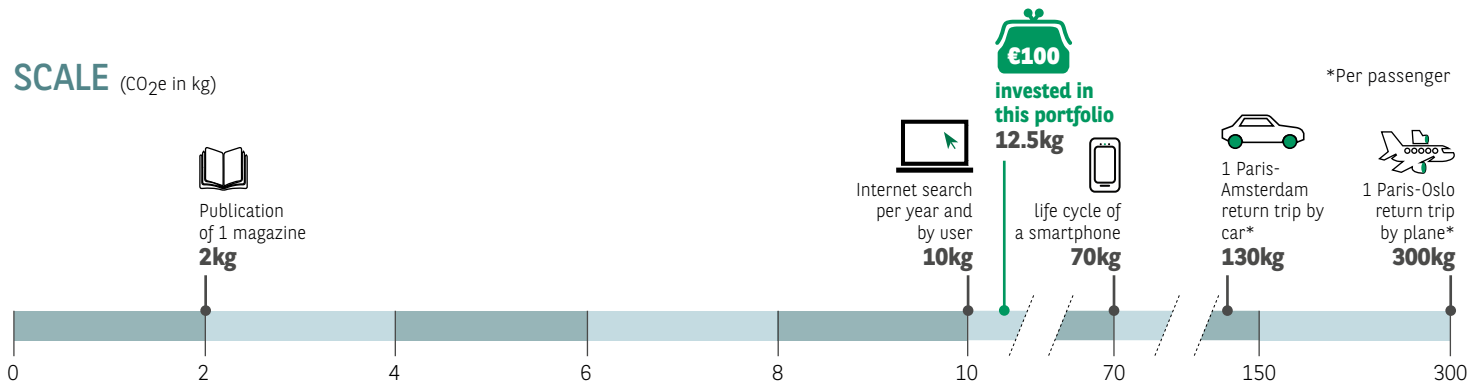 SCALE (CO2e in kg)
€100
invested in
this portfolio
12.5kg
*Per passenger
Publication
of 1 magazine
2kg
Internet search
per year and
by user
10kg
life cycle of
a smartphone
70kg
1 Paris-
Amsterdam
return trip by
car*
130kg
1 Paris-Oslo
return trip
by plane*
300kg
0 2 4 6 8 10 70 150 300